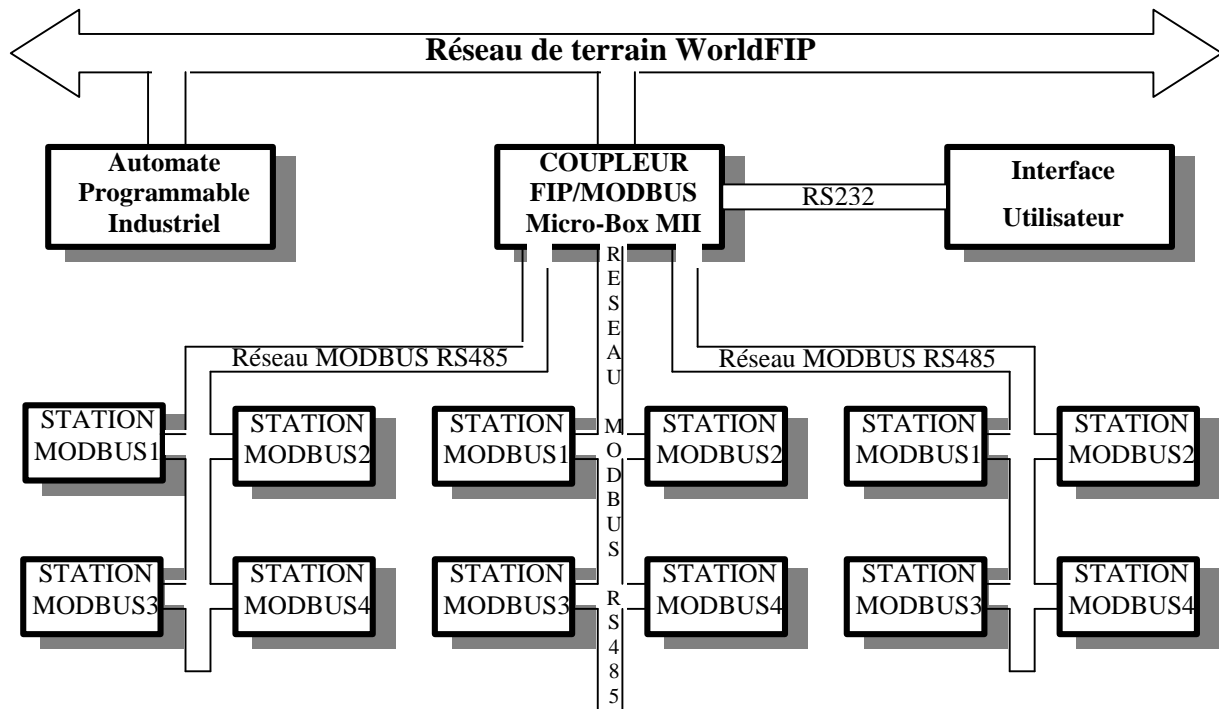 Réseau de terrain WorldFIP
Automate
Programmable
Industriel
COUPLEUR
FIP/MODBUS
Micro-Box MII
RS232
Interface
Utilisateur
RESEAU MODBUS RS485
Réseau MODBUS RS485
Réseau MODBUS RS485
STATION
MODBUS1
STATION
MODBUS2
STATION
MODBUS1
STATION
MODBUS2
STATION
MODBUS1
STATION
MODBUS2
STATION
MODBUS3
STATION
MODBUS4
STATION
MODBUS3
STATION
MODBUS4
STATION
MODBUS3
STATION
MODBUS4